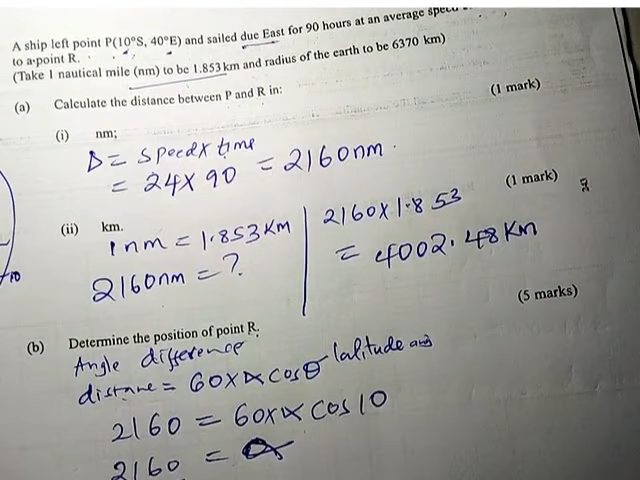 A ship left point P(10°S, 40°E) and sailed due East for 90 hours at an average speed
to a point R.
(Take 1 nautical mile (nm) to be 1.853 km and radius of the earth to be 6370 km)
(a) Calculate the distance between P and R in:
(1 mark)
(i) nm;
D = Speed x time
= 24 x 90 = 2160nm.
(1 mark)
(ii) km.
1nm = 1.853 Km
2160nm = ?
2160 x 1.853
= 4002.48 Km
(5 marks)
(b) Determine the position of point R.
Angle difference
distane = 60 x α cos θ latitude
2160 = 60 x α cos 10
2160 = α
10